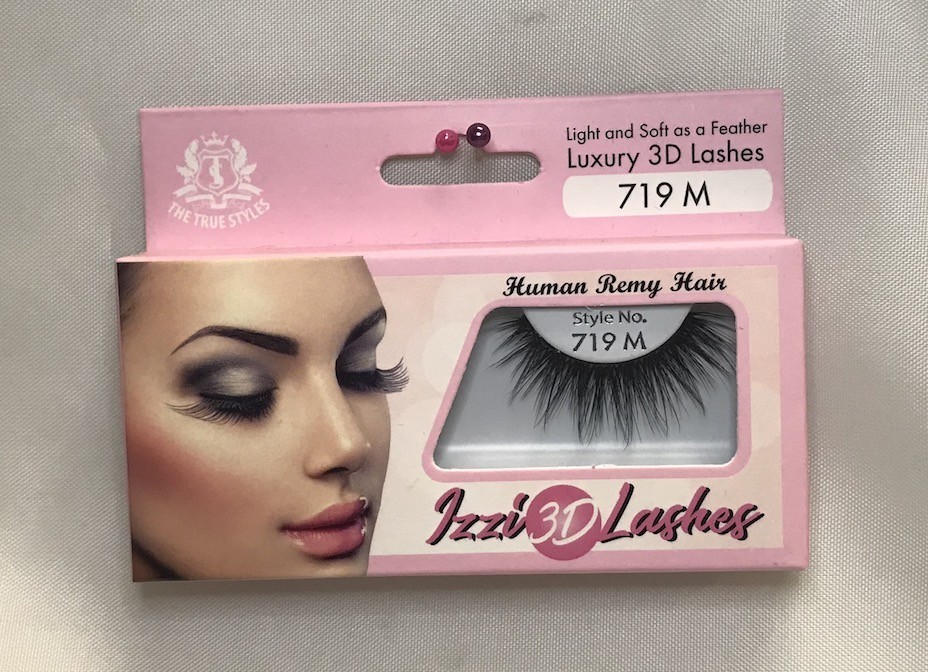 TS
THE TRUE STYLES
Light and Soft as a Feather
Luxury 3D Lashes
719 M
Human Remy Hair
Style No.
719 M
Izzi 3D Lashes